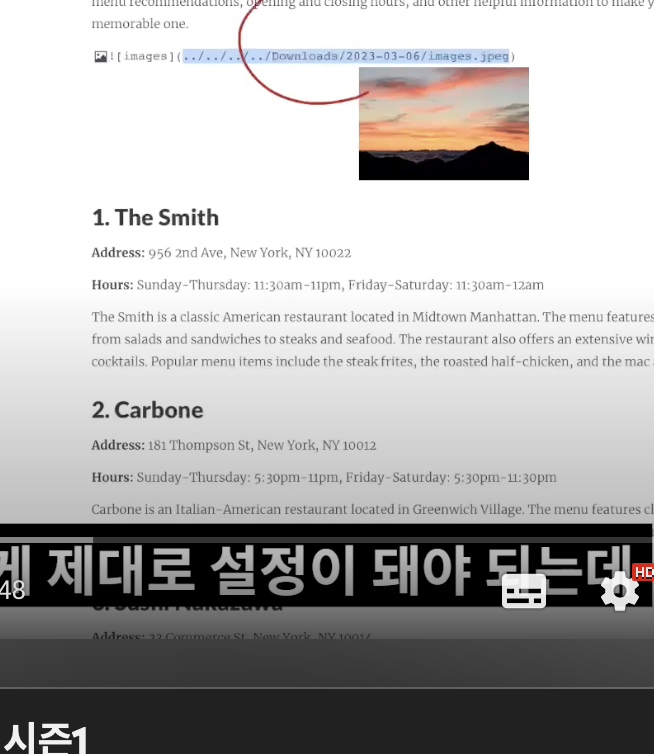 menu recommendations, opening and closing hours, and other helpful information to make y
memorable one.
![images](../../../../Downloads/2023-03-06/images.jpeg)
1. The Smith
Address: 956 2nd Ave, New York, NY 10022
Hours: Sunday-Thursday: 11:30am-11pm, Friday-Saturday: 11:30am-12am
The Smith is a classic American restaurant located in Midtown Manhattan. The menu features
from salads and sandwiches to steaks and seafood. The restaurant also offers an extensive win
cocktails. Popular menu items include the steak frites, the roasted half-chicken, and the mac
2. Carbone
Address: 181 Thompson St, New York, NY 10012
Hours: Sunday-Thursday: 5:30pm-11pm, Friday-Saturday: 5:30pm-11:30pm
Carbone is an Italian-American restaurant located in Greenwich Village. The menu features cl
게 제대로 설정이 돼야 되는데
48
HD
3. Sushi Nakazawa
Address: 23 Commerce St, New York, NY 10014
시즌1